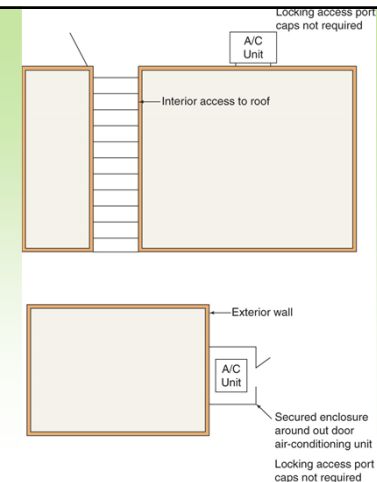 Locking access port
caps not required
A/C
Unit
Interior access to roof
Exterior wall
A/C
Unit
Secured enclosure
around out door
air-conditioning unit
Locking access port
caps not required